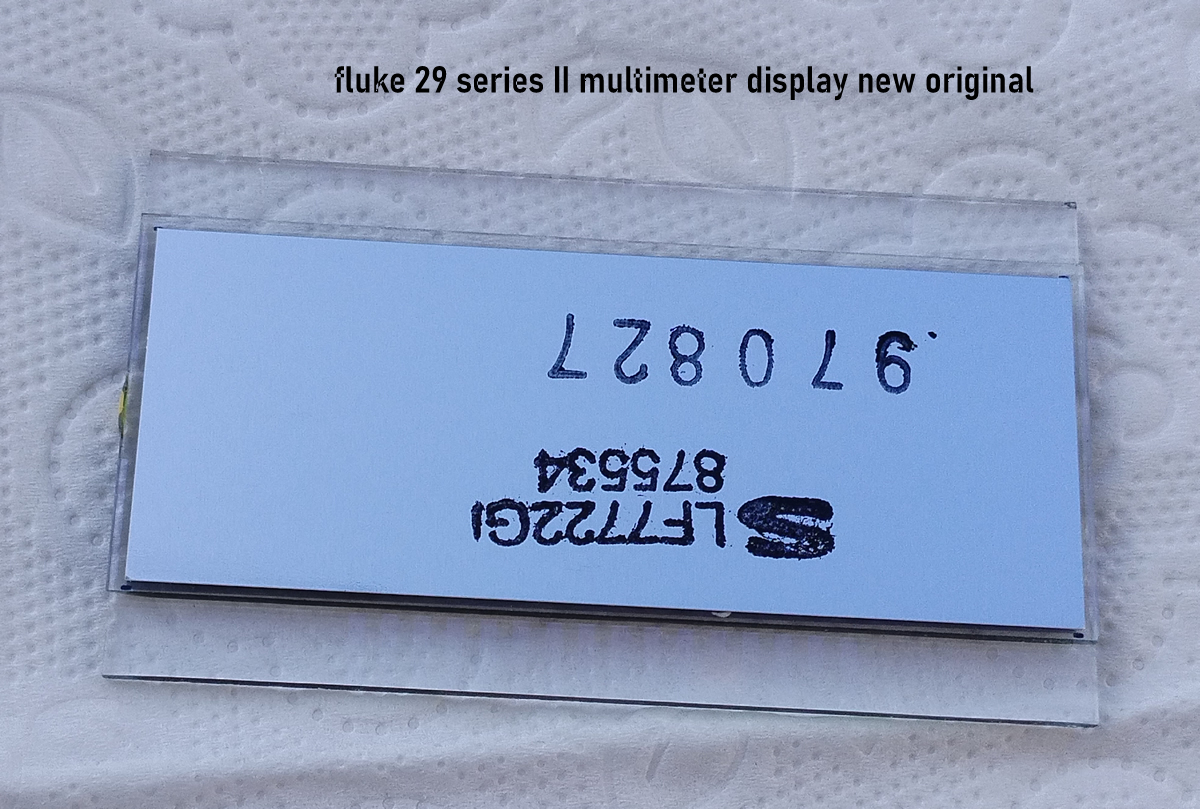 fluke 29 series II multimeter display new original
S LF7722GI
875534
970827